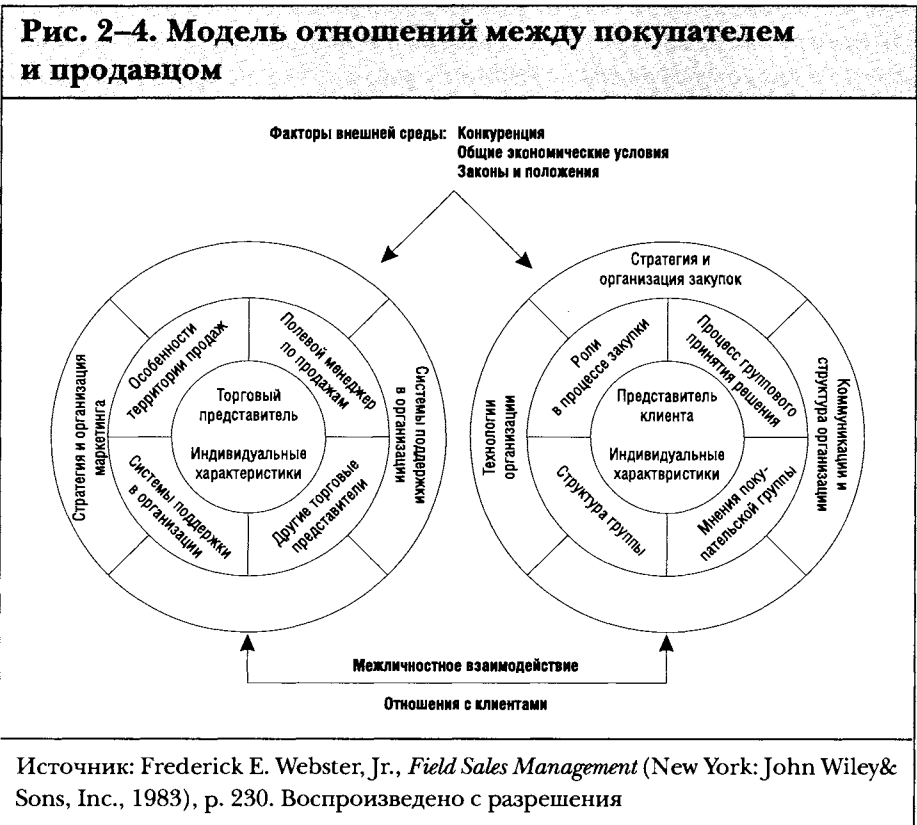 Рис. 2–4. Модель отношений между покупателем
и продавцом
Факторы внешней среды: Конкуренция
Общие экономические условия
Законы и положения
Стратегия и организация
маркетинга
Особенности
территории продаж
Полевой менеджер
по продажам
Системы поддержки
в организации
Торговый
представитель
Индивидуальные
характеристики
Системы поддержки
в организации
Другие торговые
представители
Стратегия и
организация закупок
Технологии
организации
Роли
в процессе закупки
Процесс группового
принятия решения
Коммуникации и
структура организации
Представитель
клиента
Индивидуальные
характвристики
Структура группы
Мнения поку-
пательской группы
Межличностное взаимодействие
Отношения с клиентами
Источник: Frederick E. Webster, Jr., Field Sales Management (New York: John Wiley&
Sons, Inc., 1983), p. 230. Воспроизведено с разрешения